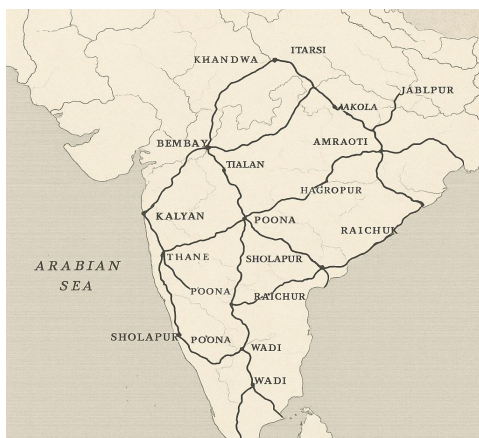 ITARSI
KHANDWA
JABLPUR
AAKOLA
BEMBAY
AMRAOTI
TIALAN
HAGROPUR
KALYAN
POONA
RAICHUK
THANE
SHOLAPUR
ARABIAN
SEA
POONA
RAICHUR
SHOLAPUR
POONA
WADI
WADI